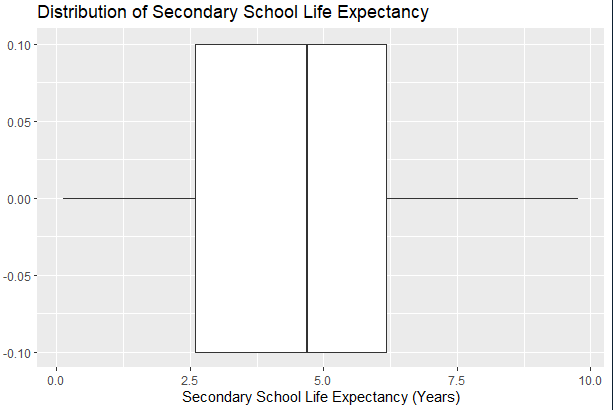 Distribution of Secondary School Life Expectancy
0.10
0.05
0.00
-0.05
-0.10
0.0 2.5 5.0 7.5 10.0
Secondary School Life Expectancy (Years)